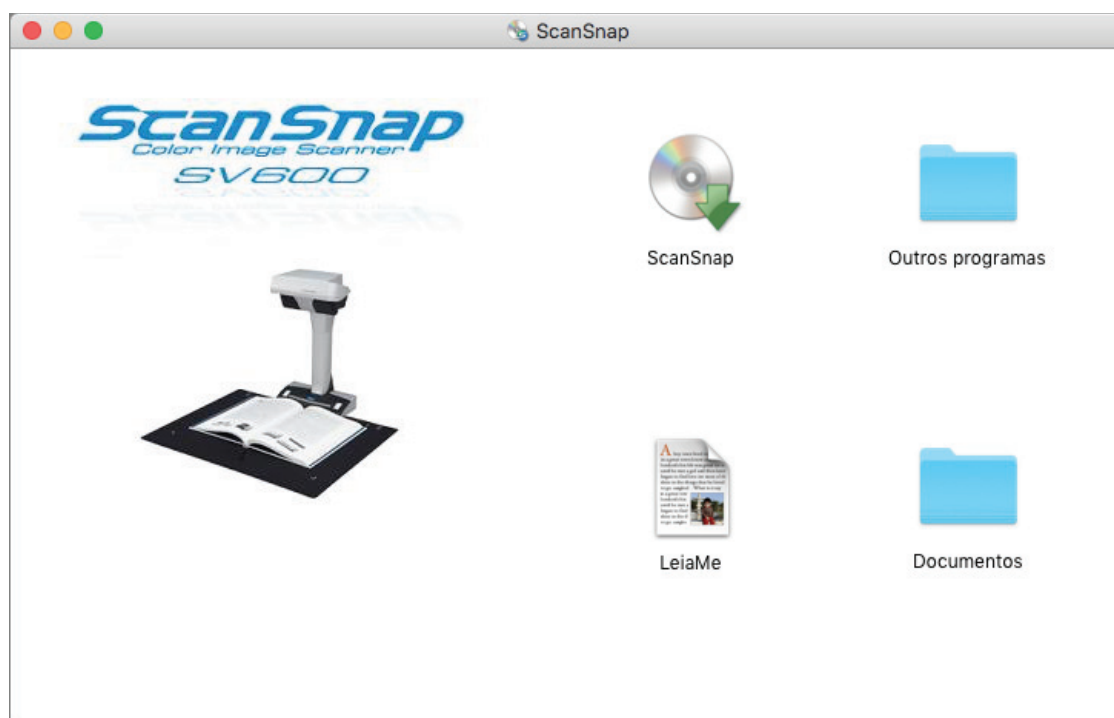 ScanSnap
ScanSnap
Color Image Scanner
SV600
ScanSnap
Outros programas
LeiaMe
Documentos